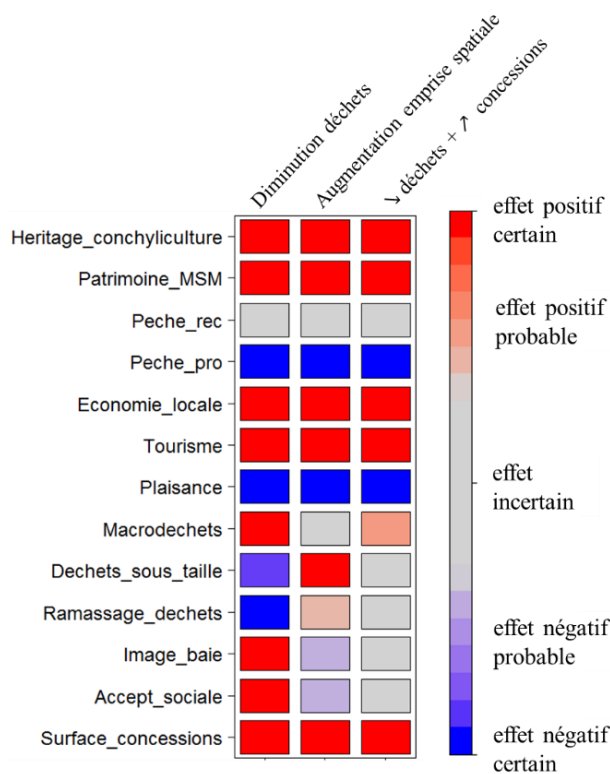 Diminution déchets
Augmentation emprise spatiale
↘ déchets + ↗ concessions
Heritage_conchyliculture
Patrimoine_MSM
Peche_rec
Peche_pro
Economie_locale
Tourisme
Plaisance
Macrodechets
Dechets_sous_taille
Ramassage_dechets
Image_baie
Accept_sociale
Surface_concessions
effet positif
certain
effet positif
probable
effet
incertain
effet négatif
probable
effet négatif
certain